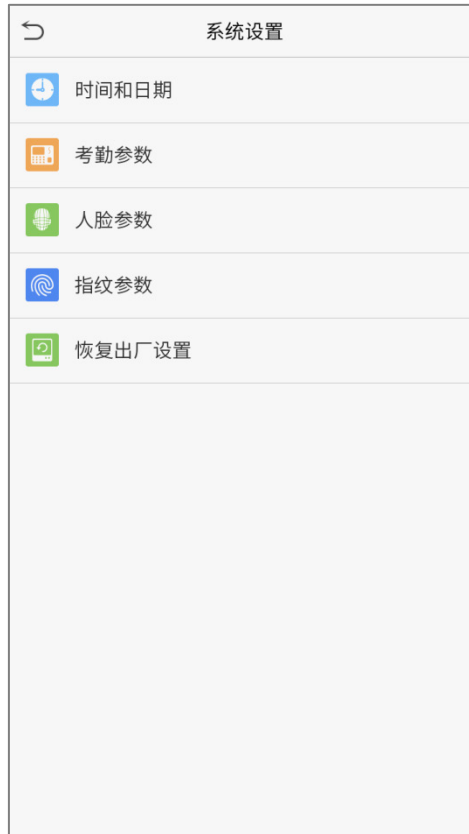 系统设置
时间和日期
考勤参数
人脸参数
指纹参数
恢复出厂设置